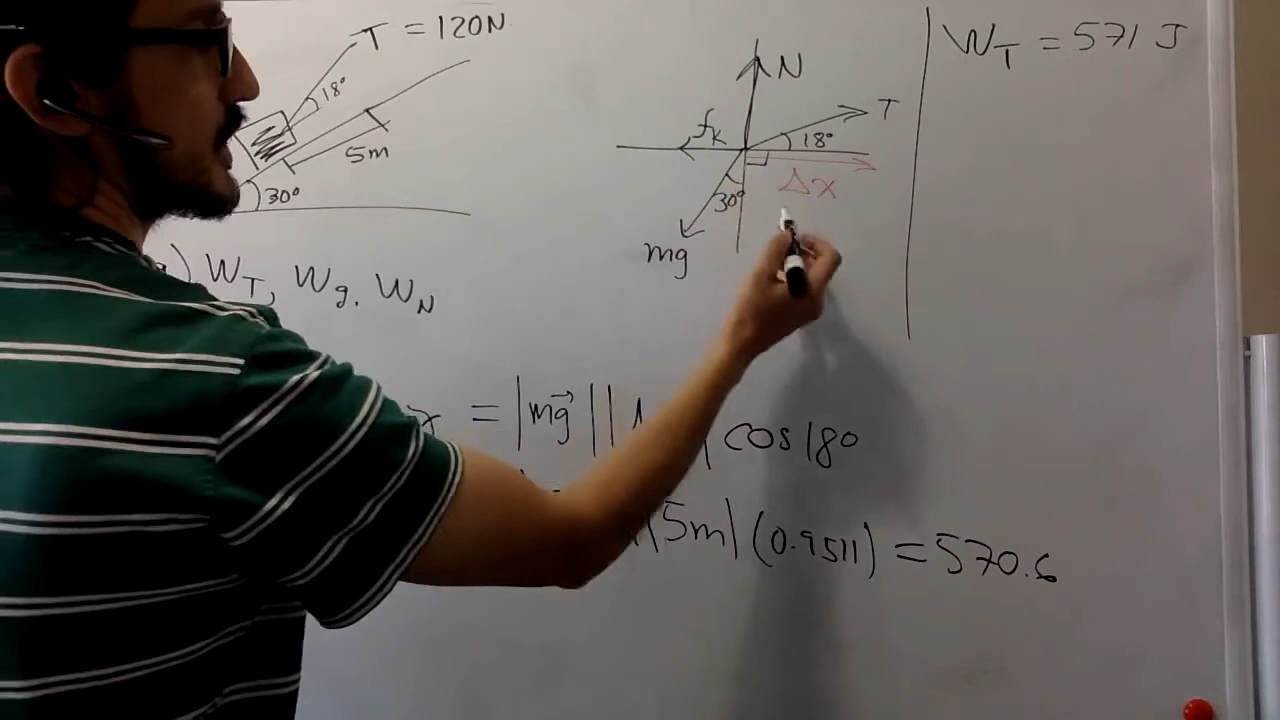 T = 120N
18°
5m
30°
) W_T, W_g. W_N
N
f_k
T
18°
Δx
30°
mg
W_T = 571 J
= |mg⃗| | cos 180
(5m) (0.9511) = 570.6